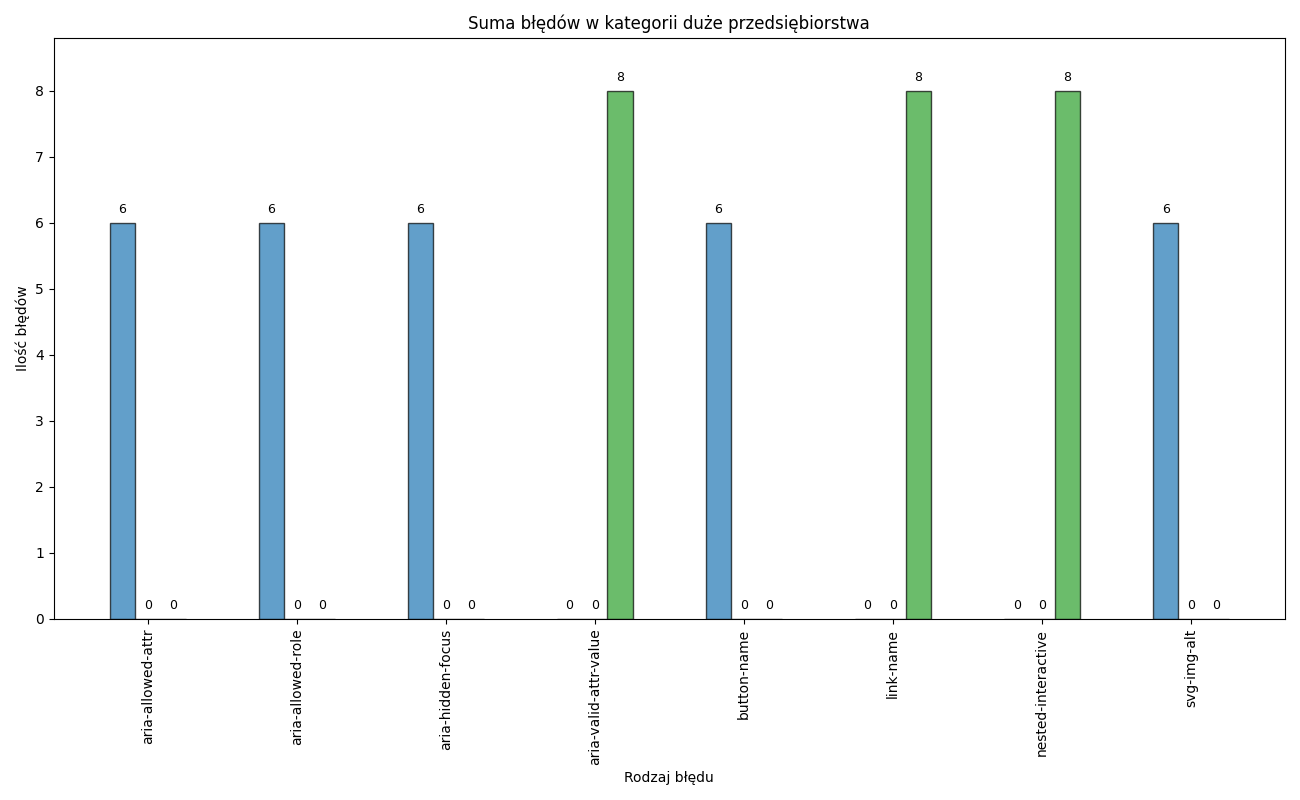 Suma błędów w kategorii duże przedsiębiorstwa
Ilość błędów
8
7
6
5
4
3
2
1
0
6 0 0
6 0 0
6 0 0
0 0 8
6 0 0
0 0 8
0 0 8
6 0 0
aria-allowed-attr
aria-allowed-role
aria-hidden-focus
aria-valid-attr-value
button-name
link-name
nested-interactive
svg-img-alt
Rodzaj błędu